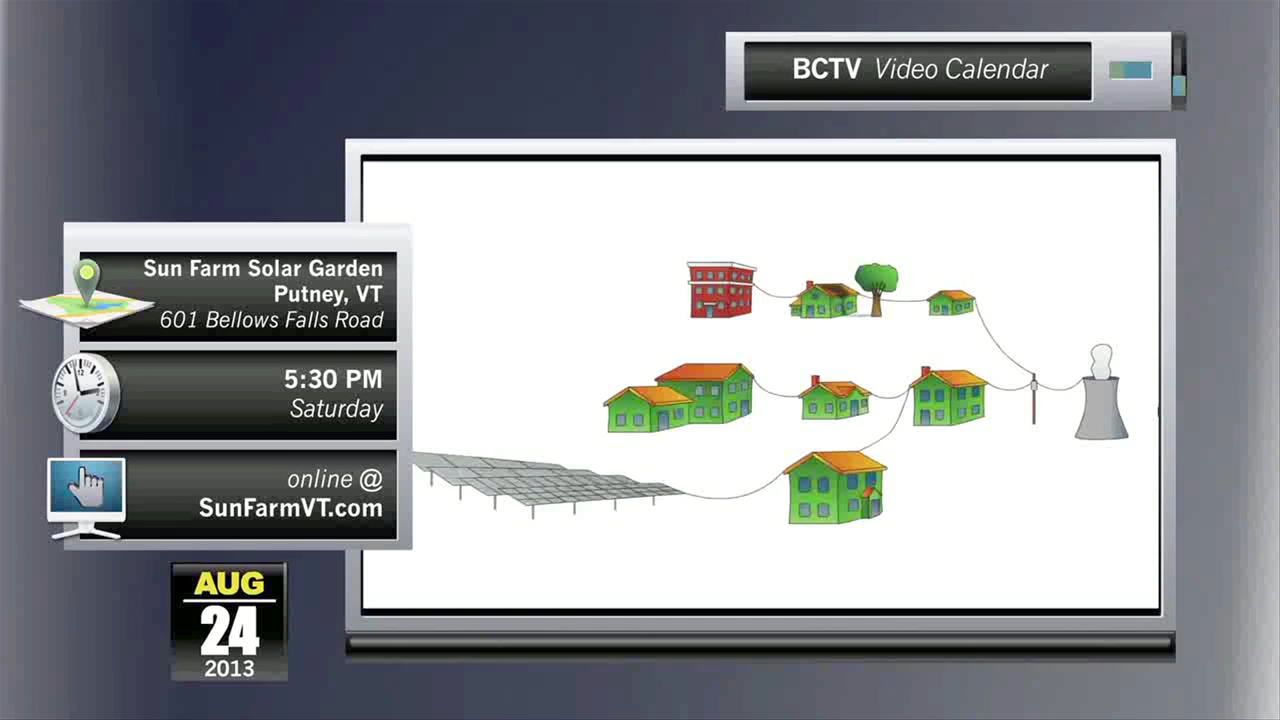 BCTV Video Calendar
Sun Farm Solar Garden
Putney, VT
601 Bellows Falls Road
5:30 PM
Saturday
online @
SunFarmVT.com
AUG
24
2013